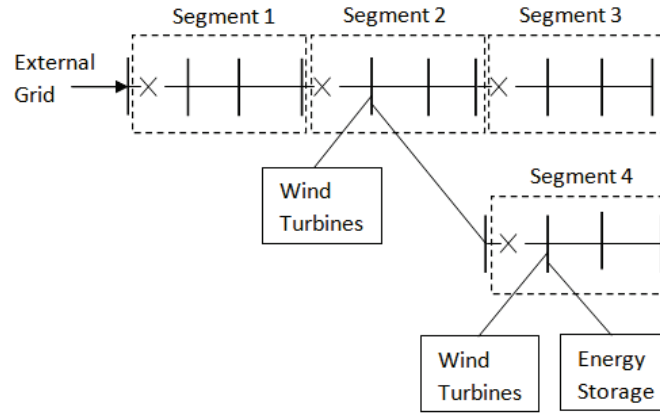 Segment 1
Segment 2
Segment 3
External
Grid
Wind
Turbines
Segment 4
Wind
Turbines
Energy
Storage